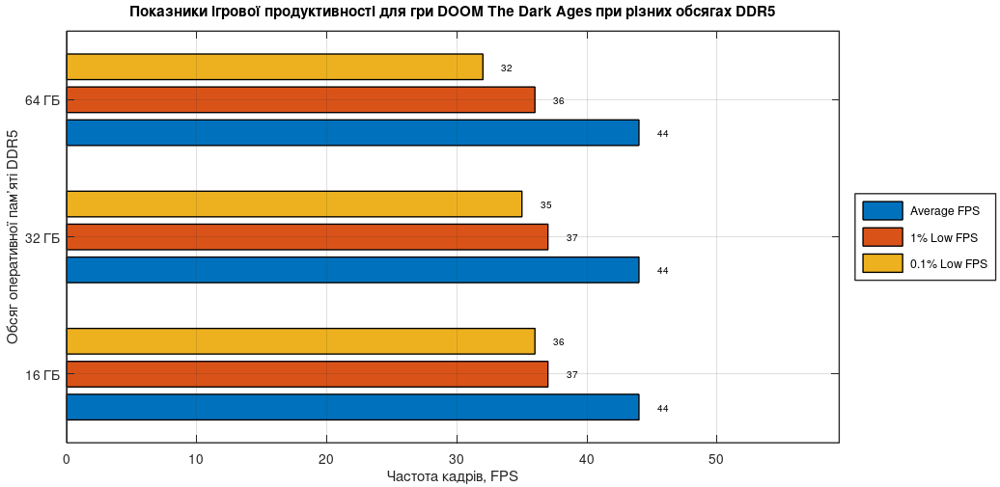 Показники ігрової продуктивності для гри DOOM The Dark Ages при різних обсягах DDR5
Обсяг оперативної пам'яті DDR5
64 ГБ
32
36
44
32 ГБ
35
37
44
16 ГБ
36
37
44
0
10
20
30
40
50
Частота кадрів, FPS
Average FPS
1% Low FPS
0.1% Low FPS